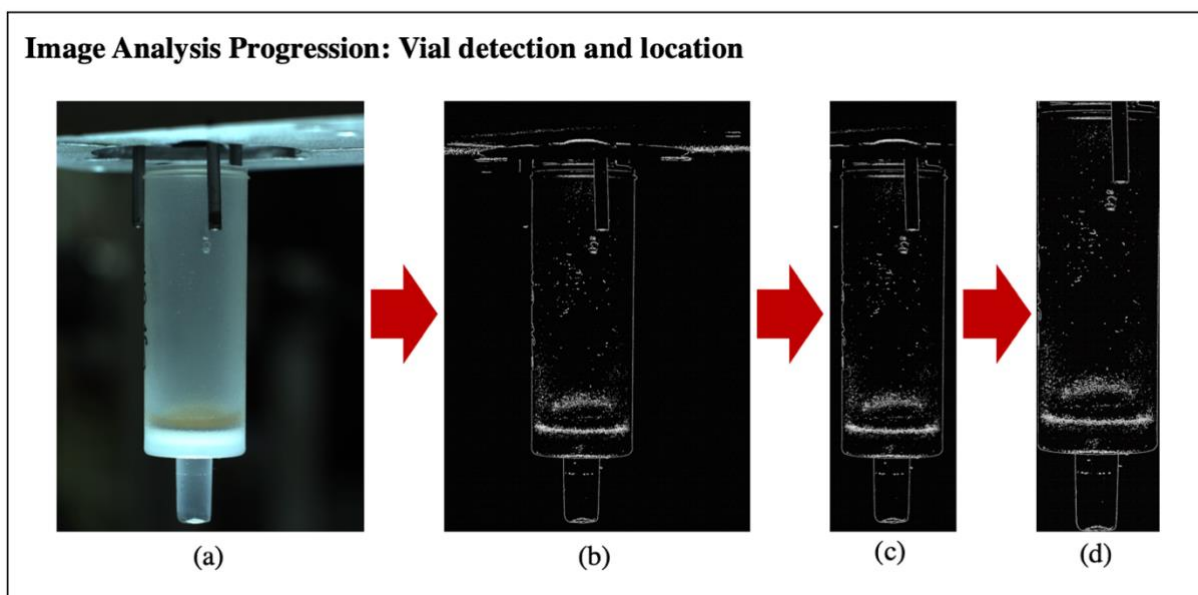 Image Analysis Progression: Vial detection and location
(a)
(b)
(c)
(d)